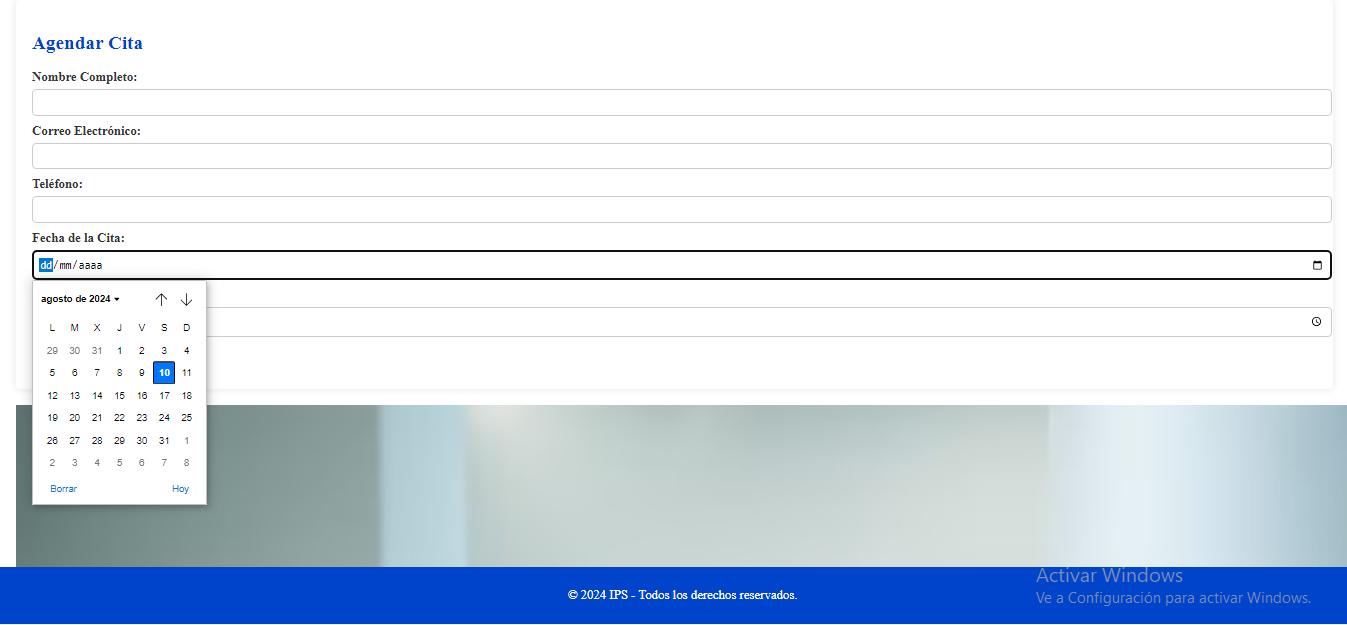 Agendar Cita
Nombre Completo:
Correo Electrónico:
Teléfono:
Fecha de la Cita:
dd/mm/aaaa
agosto de 2024
L M X J V S D
29 30 31 1 2 3 4
5 6 7 8 9 10 11
12 13 14 15 16 17 18
19 20 21 22 23 24 25
26 27 28 29 30 31 1
2 3 4 5 6 7 8
Borrar Hoy
© 2024 IPS - Todos los derechos reservados.
Activar Windows
Ve a Configuración para activar Windows.